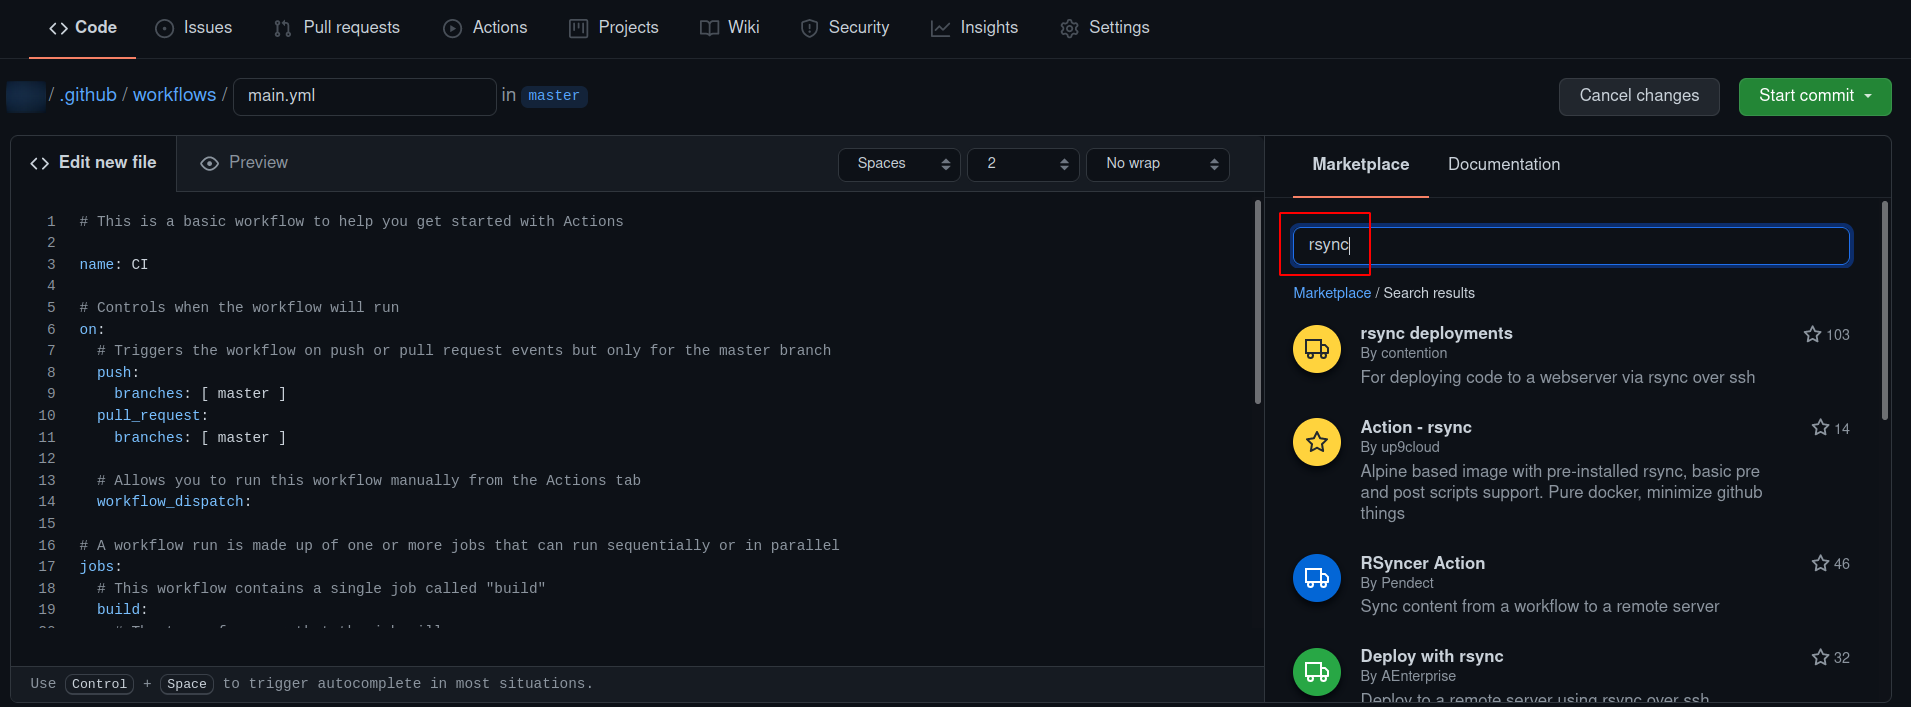 Code Issues Pull requests Actions Projects Wiki Security Insights Settings
/ .github / workflows / main.yml in master Cancel changes Start commit
Edit new file Preview Spaces 2 No wrap
1 # This is a basic workflow to help you get started with Actions
2
3 name: CI
4
5 # Controls when the workflow will run
6 on:
7 # Triggers the workflow on push or pull request events but only for the master branch
8 push:
9 branches: [ master ]
10 pull_request:
11 branches: [ master ]
12
13 # Allows you to run this workflow manually from the Actions tab
14 workflow_dispatch:
15
16 # A workflow run is made up of one or more jobs that can run sequentially or in parallel
17 jobs:
18 # This workflow contains a single job called "build"
19 build:
Use Control + Space to trigger autocomplete in most situations.
Marketplace Documentation
rsync
Marketplace / Search results
rsync deployments 103
By contention
For deploying code to a webserver via rsync over ssh
Action - rsync 14
By up9cloud
Alpine based image with pre-installed rsync, basic pre
and post scripts support. Pure docker, minimize github
things
RSyncer Action 46
By Pendect
Sync content from a workflow to a remote server
Deploy with rsync 32
By AEnterprise
Deploy to a remote server using rsync over ssh